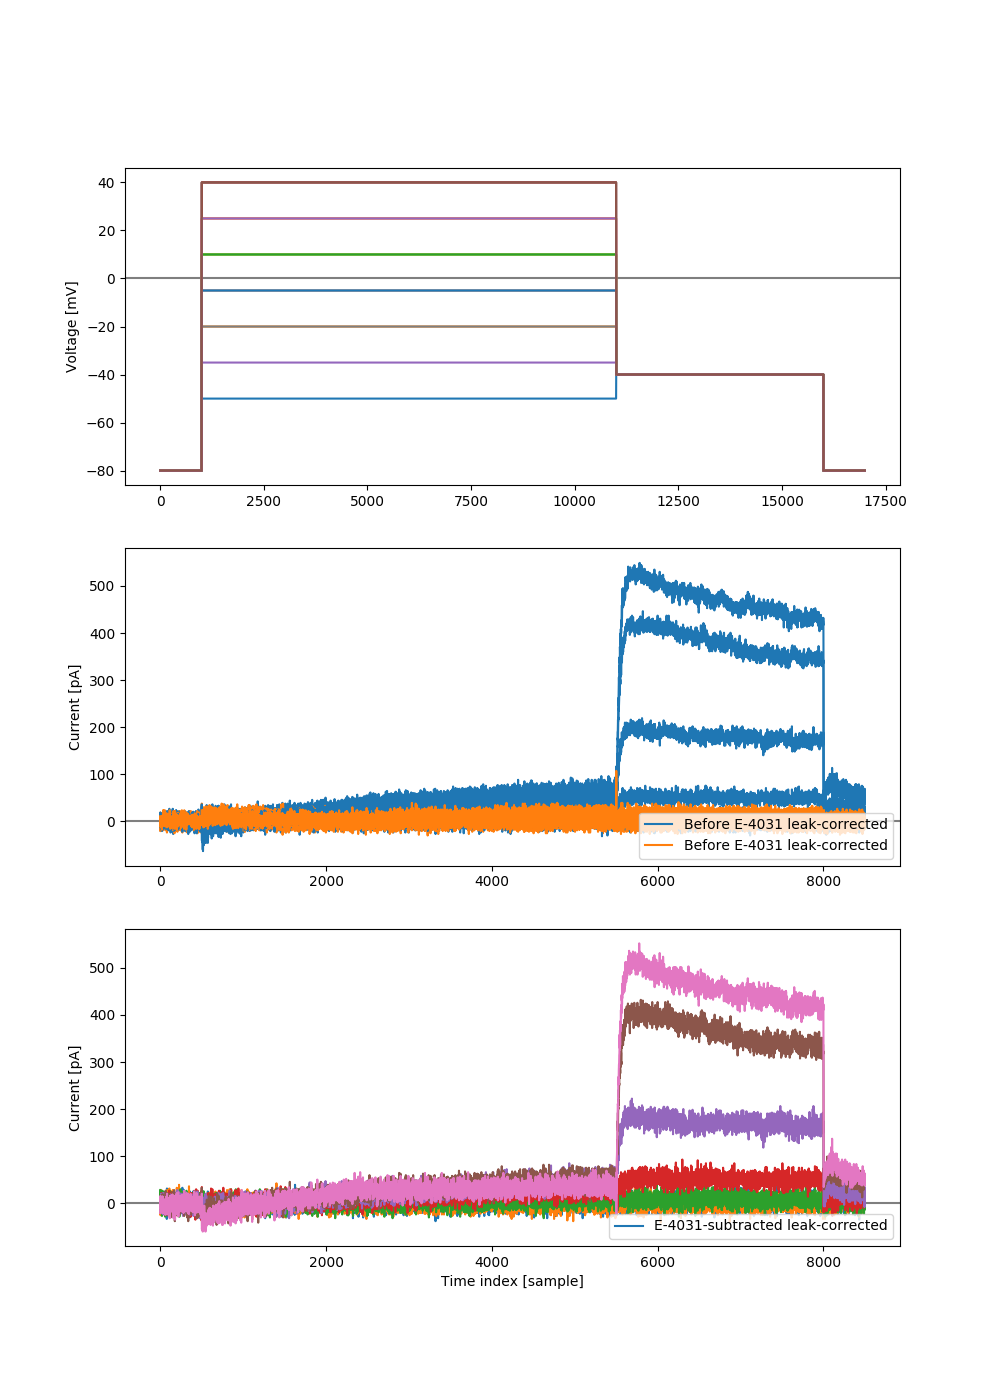 40
20
0
−20
−40
−60
−80
Voltage [mV]
0 2500 5000 7500 10000 12500 15000 17500
500
400
300
200
100
0
Current [pA]
Before E-4031 leak-corrected
Before E-4031 leak-corrected
0 2000 4000 6000 8000
500
400
300
200
100
0
Current [pA]
E-4031-subtracted leak-corrected
0 2000 4000 6000 8000
Time index [sample]